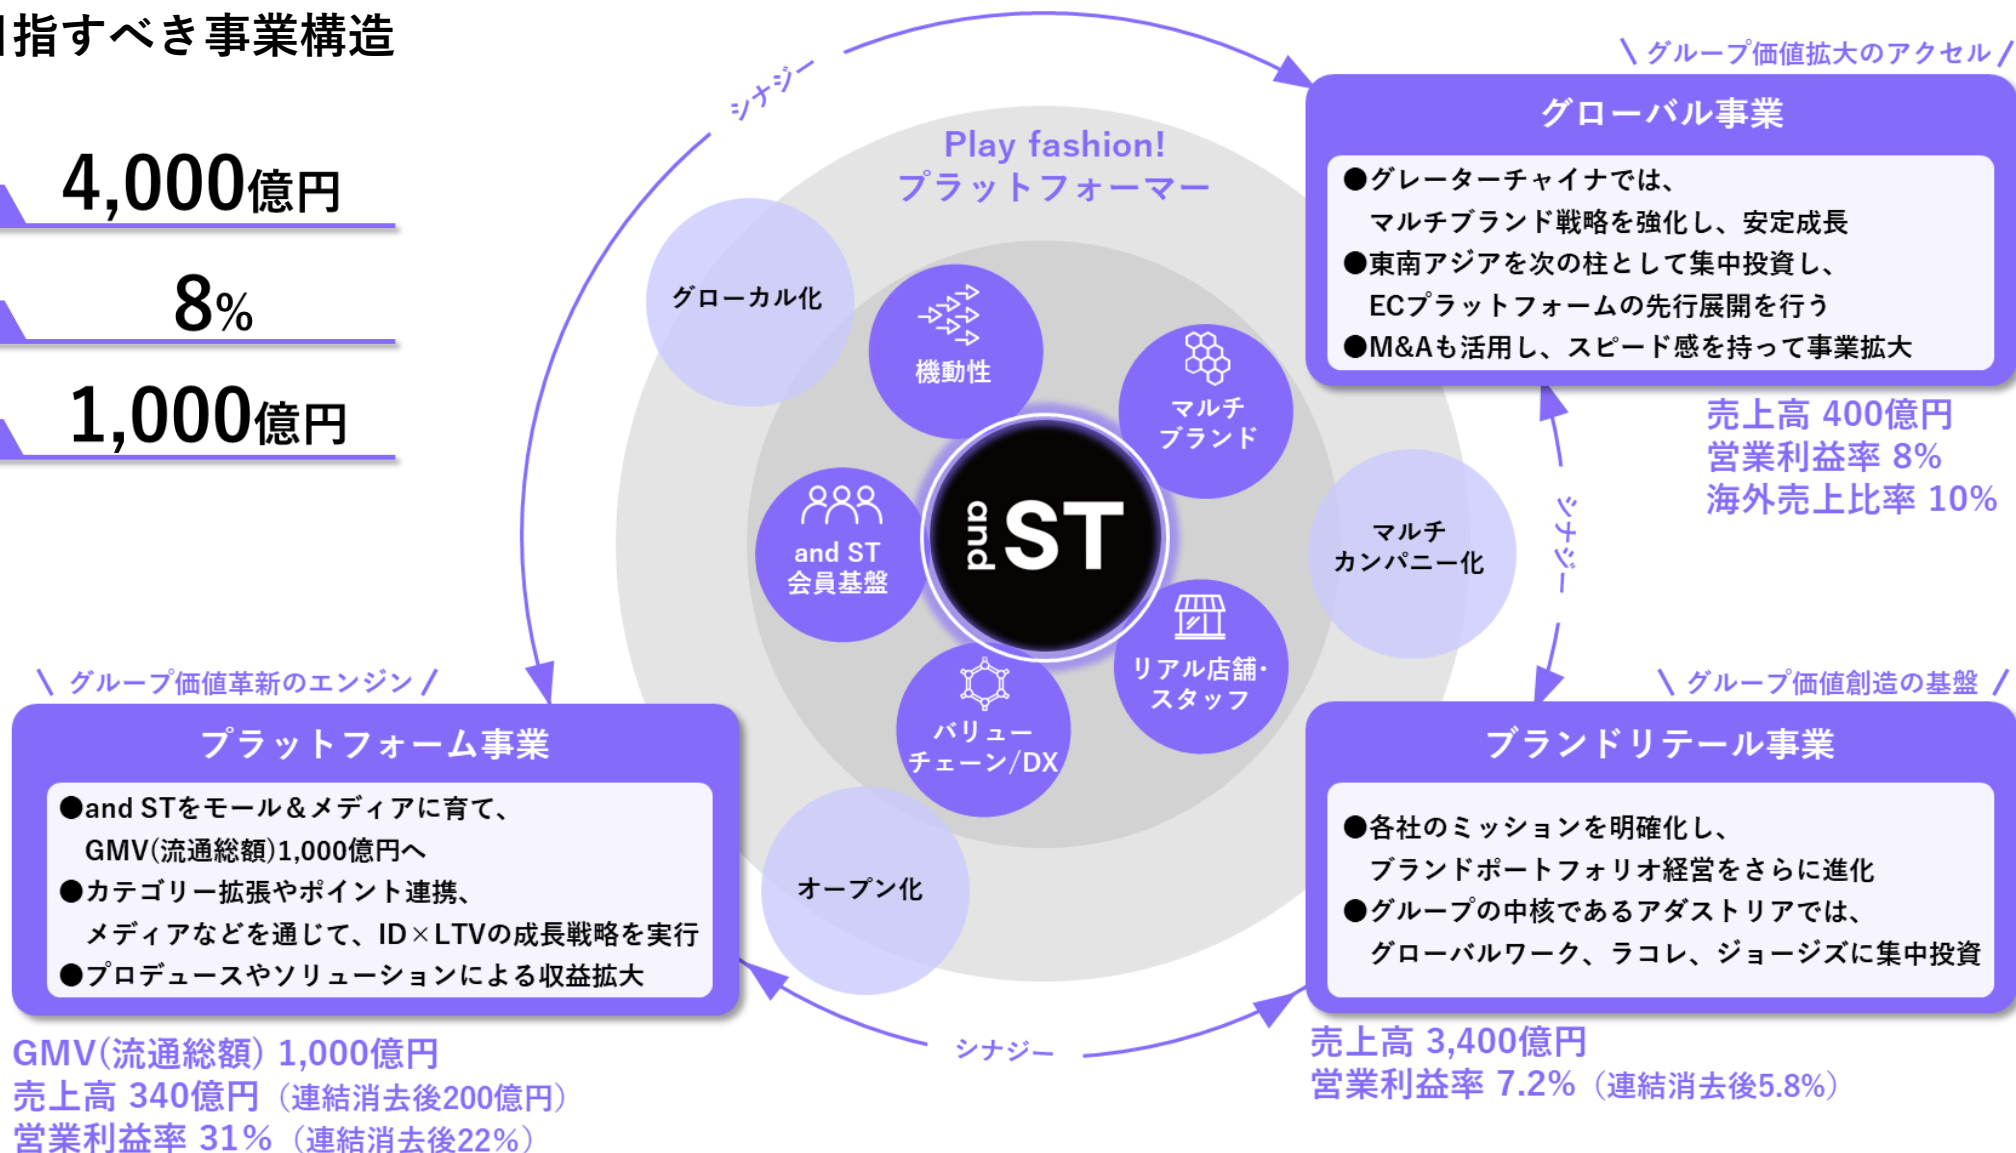 指すべき事業構造
4,000億円
8%
1,000億円
シナジー
Play fashion!
プラットフォーマー
グローカル化
機動性
マルチ
ブランド
and ST
会員基盤
and ST
マルチ
カンパニー化
リアル店舗・
スタッフ
バリュー
チェーン/DX
オープン化
\ グループ価値拡大のアクセル /
グローバル事業
●グレーターチャイナでは、
マルチブランド戦略を強化し、安定成長
●東南アジアを次の柱として集中投資し、
ECプラットフォームの先行展開を行う
●M&Aも活用し、スピード感を持って事業拡大
売上高 400億円
営業利益率 8%
海外売上比率 10%
シナジー
\ グループ価値革新のエンジン /
プラットフォーム事業
●and STをモール＆メディアに育て、
GMV(流通総額)1,000億円へ
●カテゴリー拡張やポイント連携、
メディアなどを通じて、ID×LTVの成長戦略を実行
●プロデュースやソリューションによる収益拡大
GMV(流通総額) 1,000億円
売上高 340億円（連結消去後200億円）
営業利益率 31%（連結消去後22%）
シナジー
\ グループ価値創造の基盤 /
ブランドリテール事業
●各社のミッションを明確化し、
ブランドポートフォリオ経営をさらに進化
●グループの中核であるアダストリアでは、
グローバルワーク、ラコレ、ジョージズに集中投資
売上高 3,400億円
営業利益率 7.2%（連結消去後5.8%）